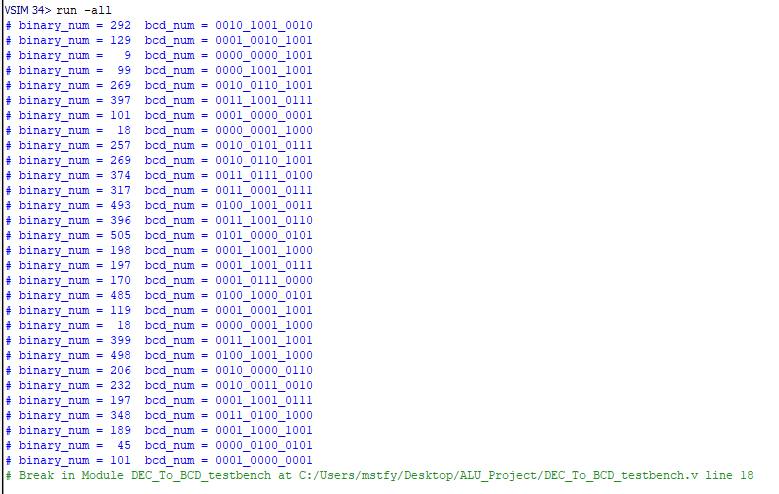 VSIM 34> run -all
# binary_num = 292  bcd_num = 0010_1001_0010
# binary_num = 129  bcd_num = 0001_0010_1001
# binary_num =   9  bcd_num = 0000_0000_1001
# binary_num =  99  bcd_num = 0000_1001_1001
# binary_num = 269  bcd_num = 0010_0110_1001
# binary_num = 397  bcd_num = 0011_1001_0111
# binary_num = 101  bcd_num = 0001_0000_0001
# binary_num =  18  bcd_num = 0000_0001_1000
# binary_num = 257  bcd_num = 0010_0101_0111
# binary_num = 269  bcd_num = 0010_0110_1001
# binary_num = 374  bcd_num = 0011_0111_0100
# binary_num = 317  bcd_num = 0011_0001_0111
# binary_num = 493  bcd_num = 0100_1001_0011
# binary_num = 396  bcd_num = 0011_1001_0110
# binary_num = 505  bcd_num = 0101_0000_0101
# binary_num = 198  bcd_num = 0001_1001_1000
# binary_num = 197  bcd_num = 0001_1001_0111
# binary_num = 170  bcd_num = 0001_0111_0000
# binary_num = 485  bcd_num = 0100_1000_0101
# binary_num = 119  bcd_num = 0001_0001_1001
# binary_num =  18  bcd_num = 0000_0001_1000
# binary_num = 399  bcd_num = 0011_1001_1001
# binary_num = 498  bcd_num = 0100_1001_1000
# binary_num = 206  bcd_num = 0010_0000_0110
# binary_num = 232  bcd_num = 0010_0011_0010
# binary_num = 197  bcd_num = 0001_1001_0111
# binary_num = 348  bcd_num = 0011_0100_1000
# binary_num = 189  bcd_num = 0001_1000_1001
# binary_num =  45  bcd_num = 0000_0100_0101
# binary_num = 101  bcd_num = 0001_0000_0001
# Break in Module DEC_To_BCD_testbench at C:/Users/mstfy/Desktop/ALU_Project/DEC_To_BCD_testbench.v line 18